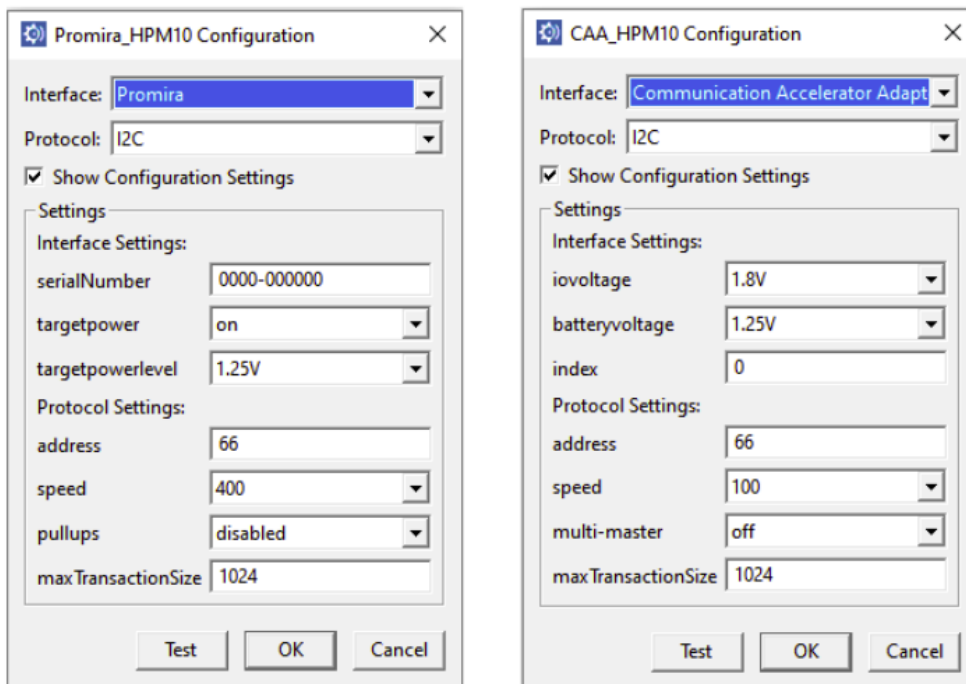 Promira_HPM10 Configuration
Interface: Promira
Protocol: I2C
Show Configuration Settings
Settings
Interface Settings:
serialNumber 0000-000000
targetpower on
targetpowerlevel 1.25V
Protocol Settings:
address 66
speed 400
pullups disabled
maxTransactionSize 1024
Test OK Cancel
CAA_HPM10 Configuration
Interface: Communication Accelerator Adapt
Protocol: I2C
Show Configuration Settings
Settings
Interface Settings:
iovoltage 1.8V
batteryvoltage 1.25V
index 0
Protocol Settings:
address 66
speed 100
multi-master off
maxTransactionSize 1024
Test OK Cancel